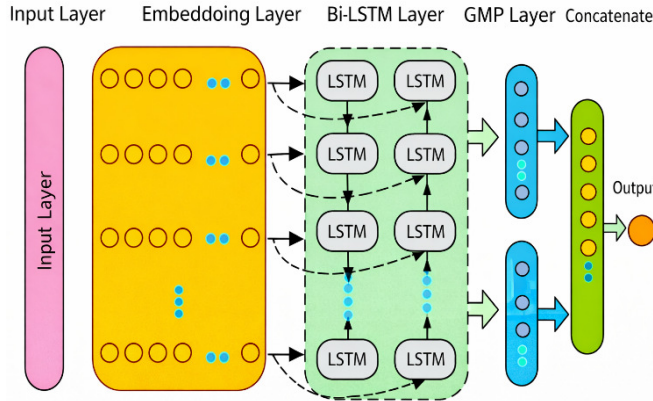 Input Layer
Embeddoing Layer
Bi-LSTM Layer
GMP Layer
Concatenate
Input Layer
LSTM
LSTM
LSTM
LSTM
LSTM
LSTM
LSTM
LSTM
Output